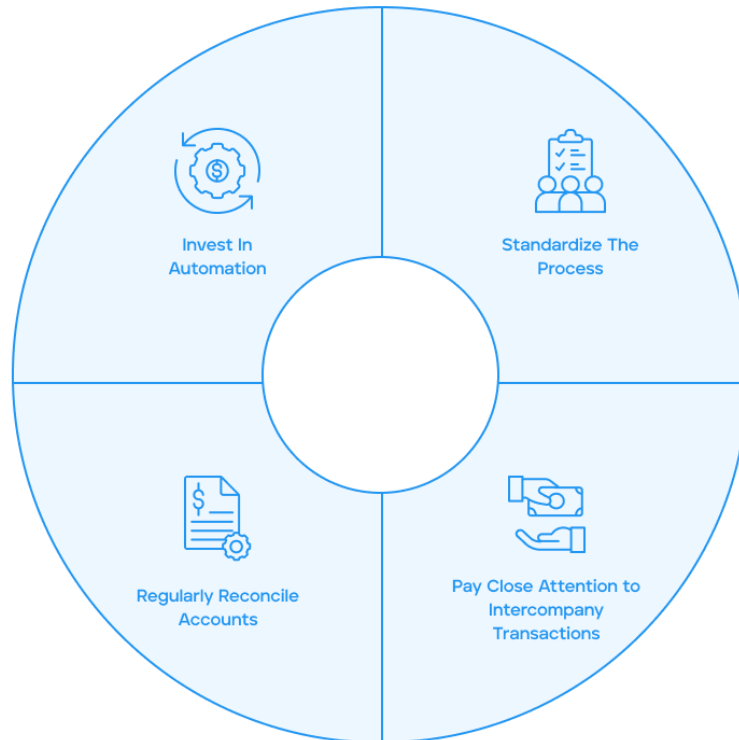 Invest In
Automation
Standardize The
Process
Regularly Reconcile
Accounts
Pay Close Attention to
Intercompany
Transactions